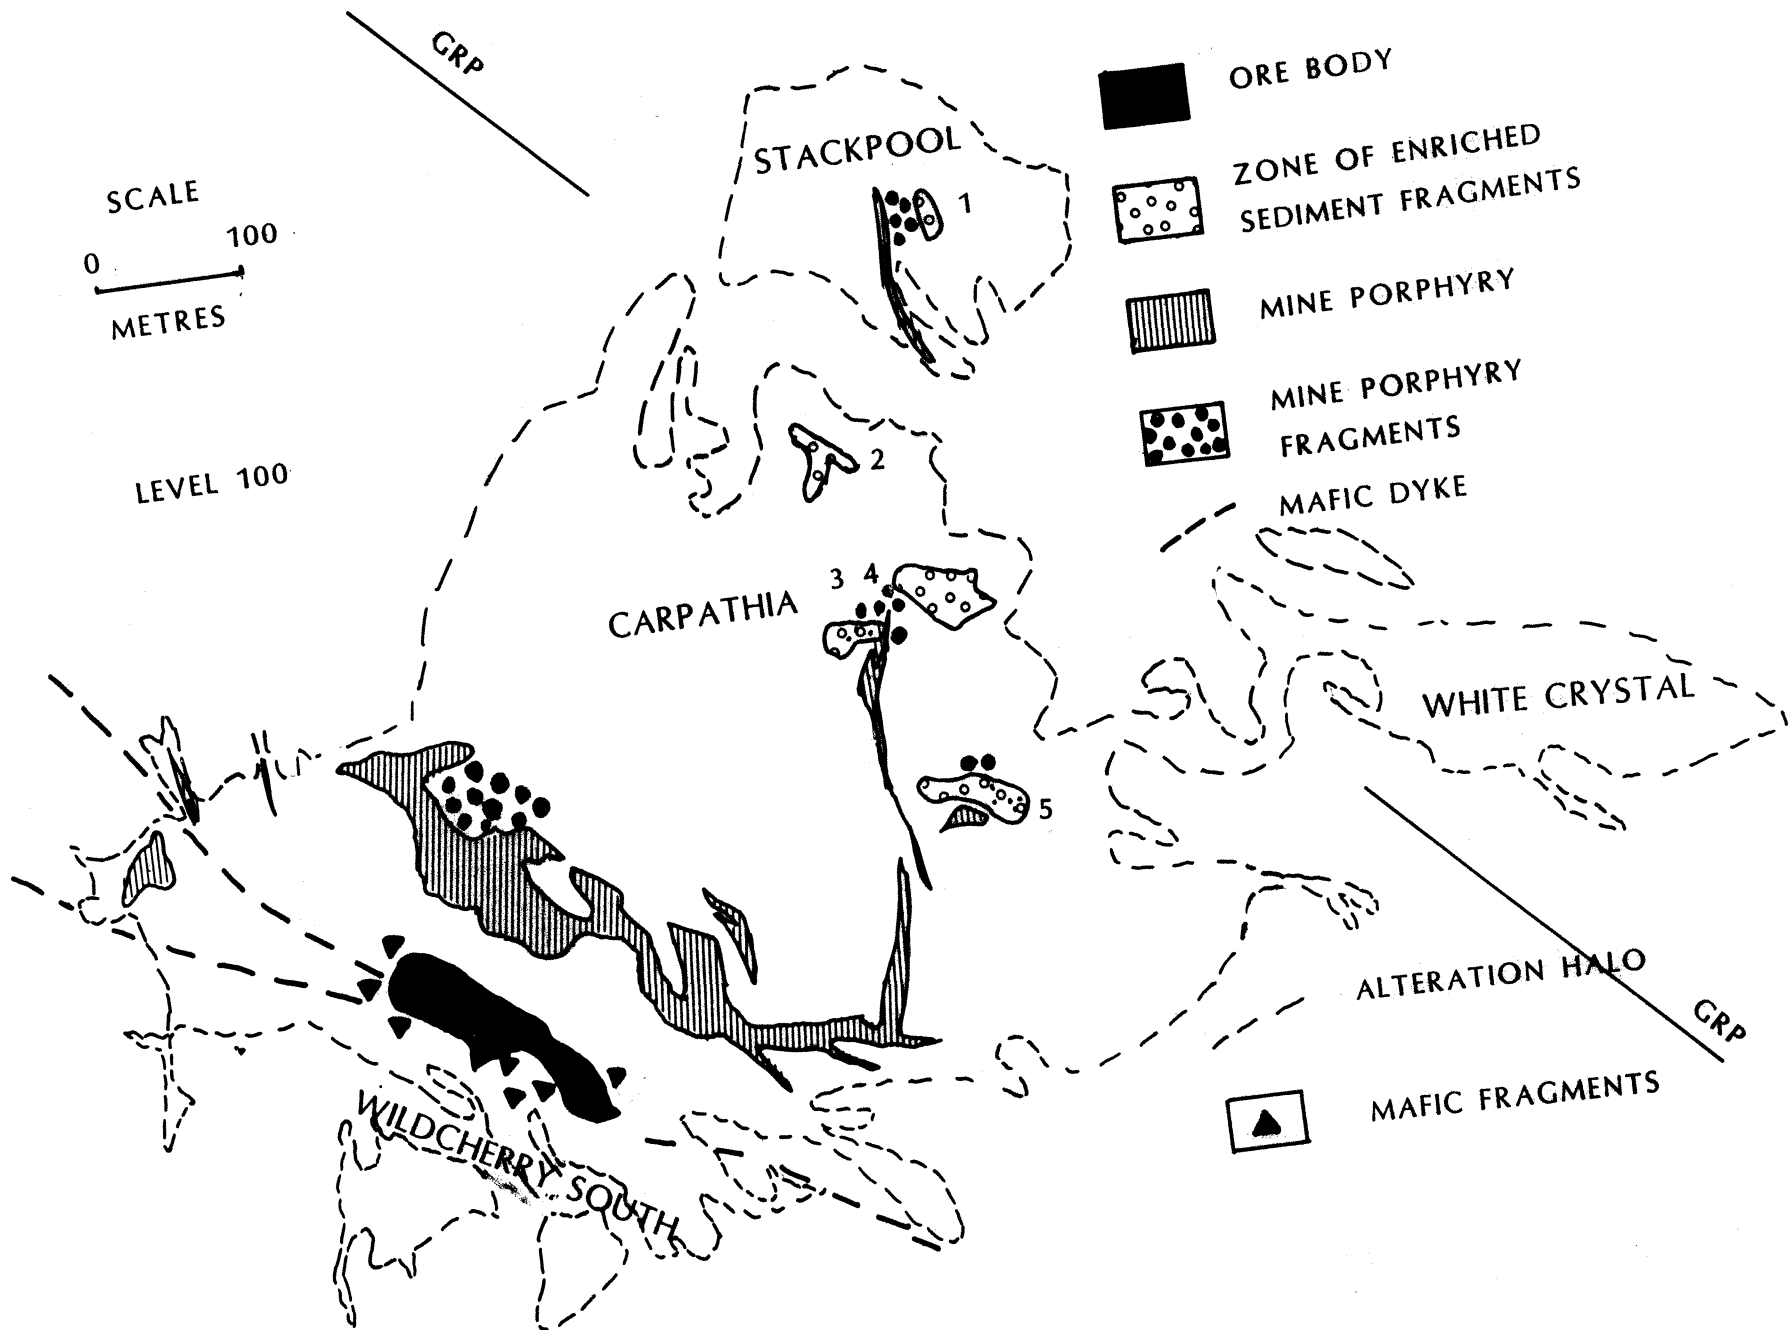 GRP
ORE BODY
STACKPOOL
ZONE OF ENRICHED
SEDIMENT FRAGMENTS
1
SCALE
0 100
METRES
MINE PORPHYRY
MINE PORPHYRY
FRAGMENTS
2
LEVEL 100
MAFIC DYKE
3 4
CARPATHIA
WHITE CRYSTAL
5
ALTERATION HALO
GRP
MAFIC FRAGMENTS
WILDCHERRY SOUTH